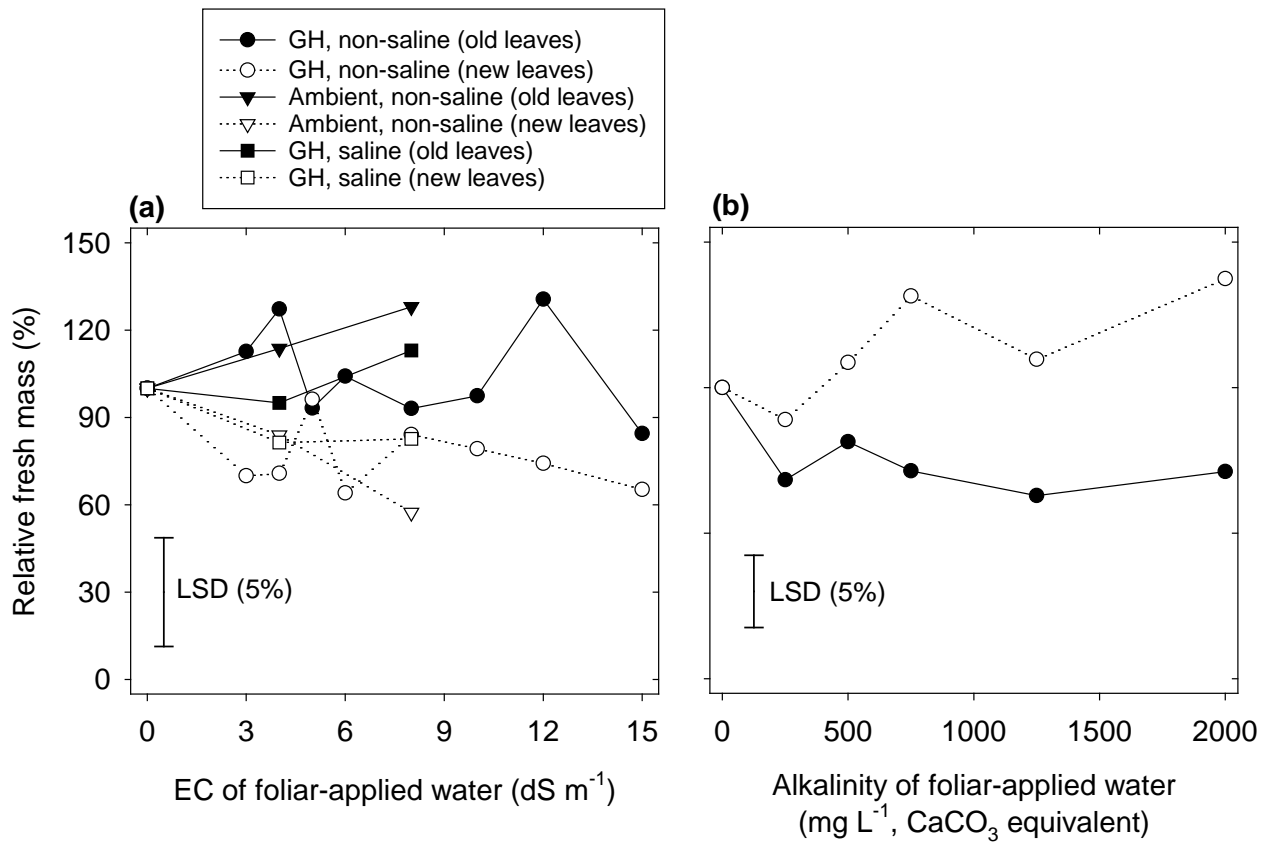 GH, non-saline (old leaves)
GH, non-saline (new leaves)
Ambient, non-saline (old leaves)
Ambient, non-saline (new leaves)
GH, saline (old leaves)
GH, saline (new leaves)
(a)
(b)
Relative fresh mass (%)
150
120
90
60
30
0
LSD (5%)
LSD (5%)
0 3 6 9 12 15
0 500 1000 1500 2000
EC of foliar-applied water (dS m⁻¹)
Alkalinity of foliar-applied water
(mg L⁻¹, CaCO₃ equivalent)